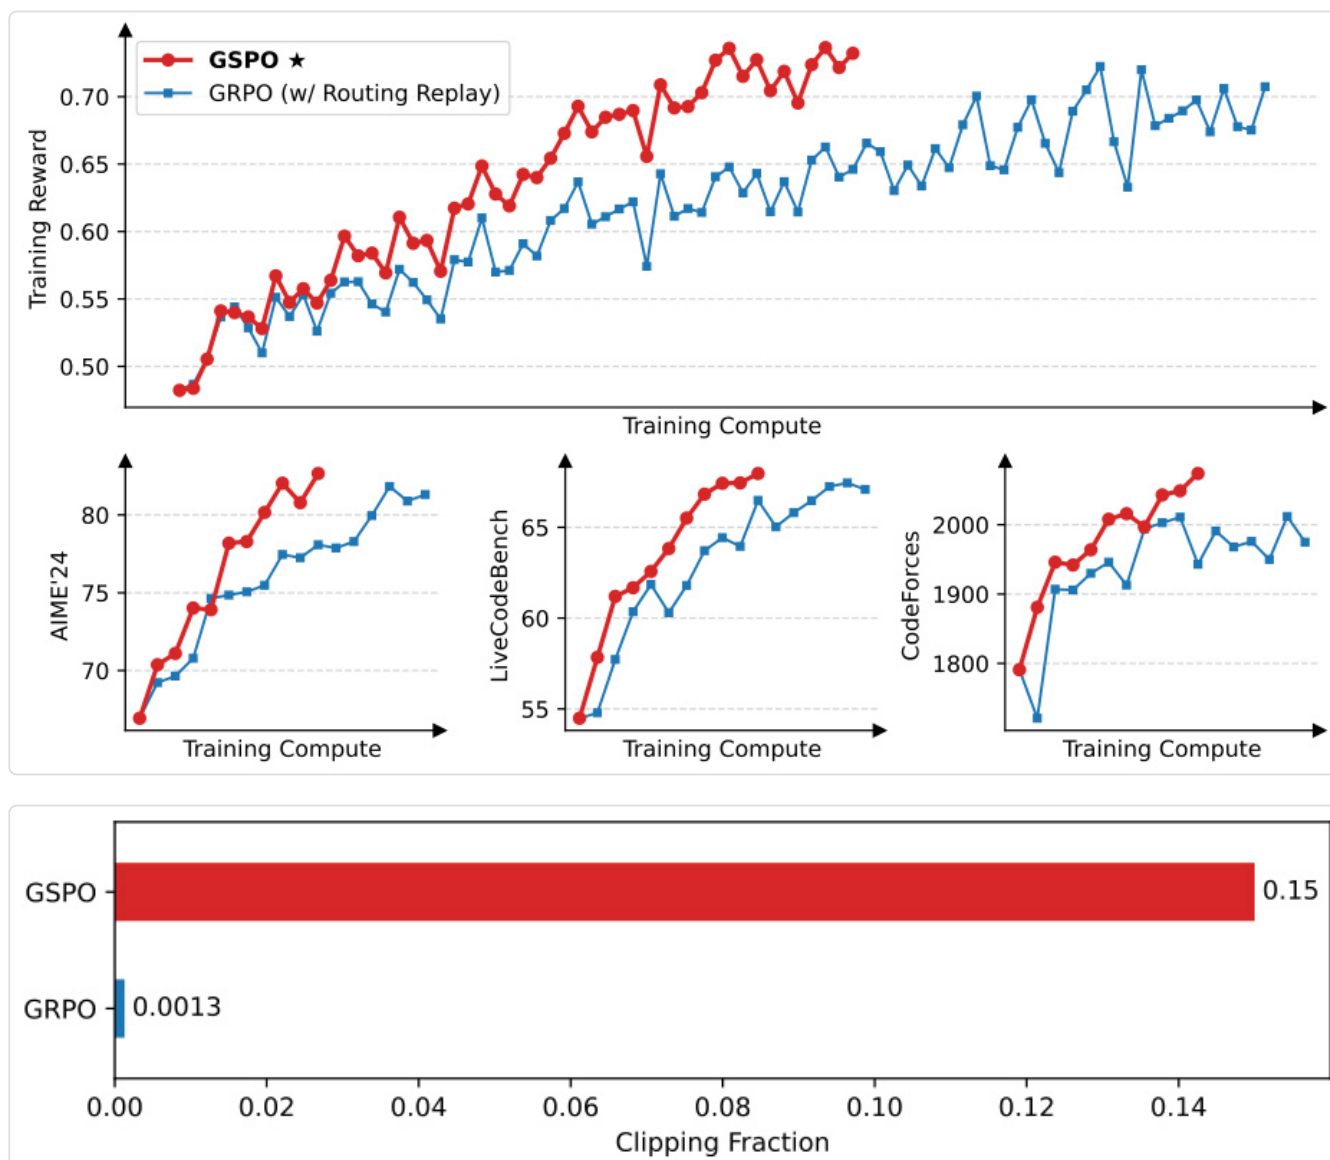 GSPO ★
GRPO (w/ Routing Replay)
Training Reward
0.70
0.65
0.60
0.55
0.50
Training Compute
AIME'24
80
75
70
Training Compute
LiveCodeBench
65
60
55
Training Compute
CodeForces
2000
1900
1800
Training Compute
GSPO
0.15
GRPO
0.0013
0.00 0.02 0.04 0.06 0.08 0.10 0.12 0.14
Clipping Fraction